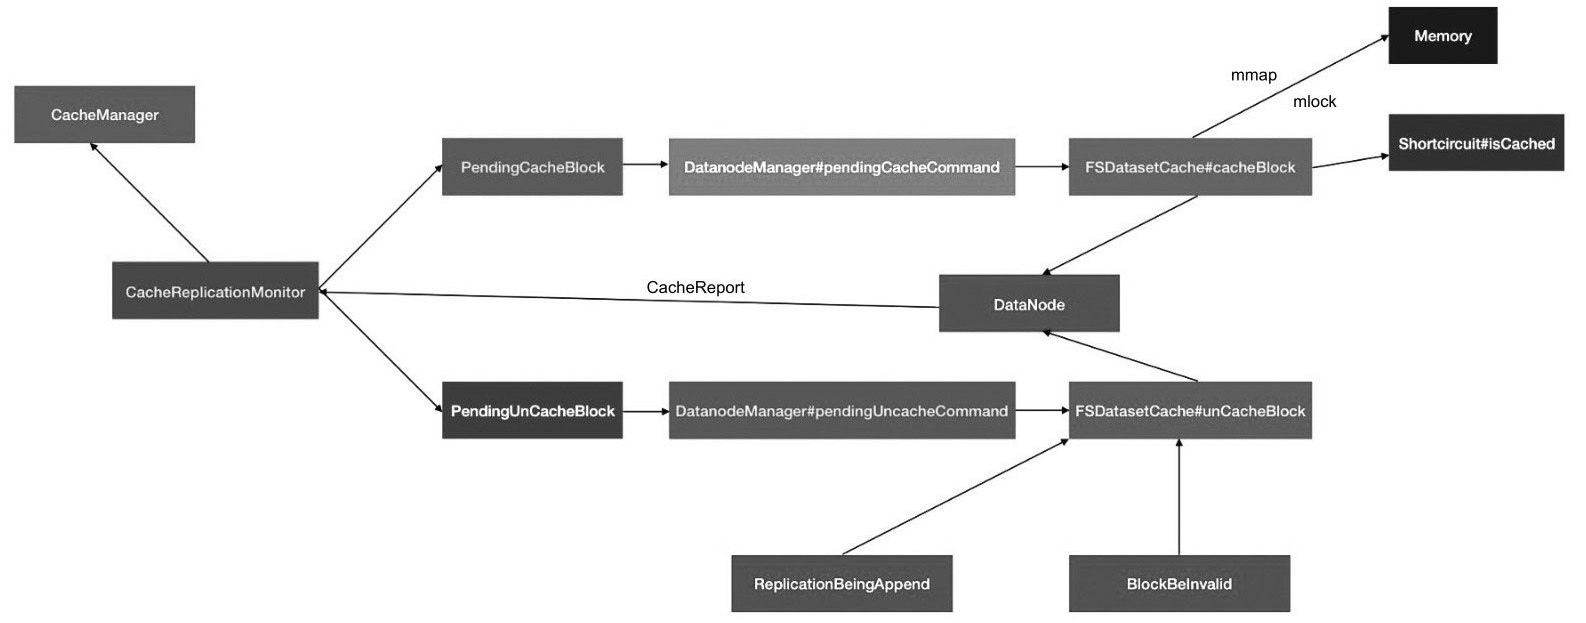 Memory
mmap
mlock
CacheManager
Shortcircuit#isCached
PendingCacheBlock
DatanodeManager#pendingCacheCommand
FSDatasetCache#cacheBlock
CacheReplicationMonitor
CacheReport
DataNode
PendingUnCacheBlock
DatanodeManager#pendingUncacheCommand
FSDatasetCache#unCacheBlock
ReplicationBeingAppend
BlockBeInvalid